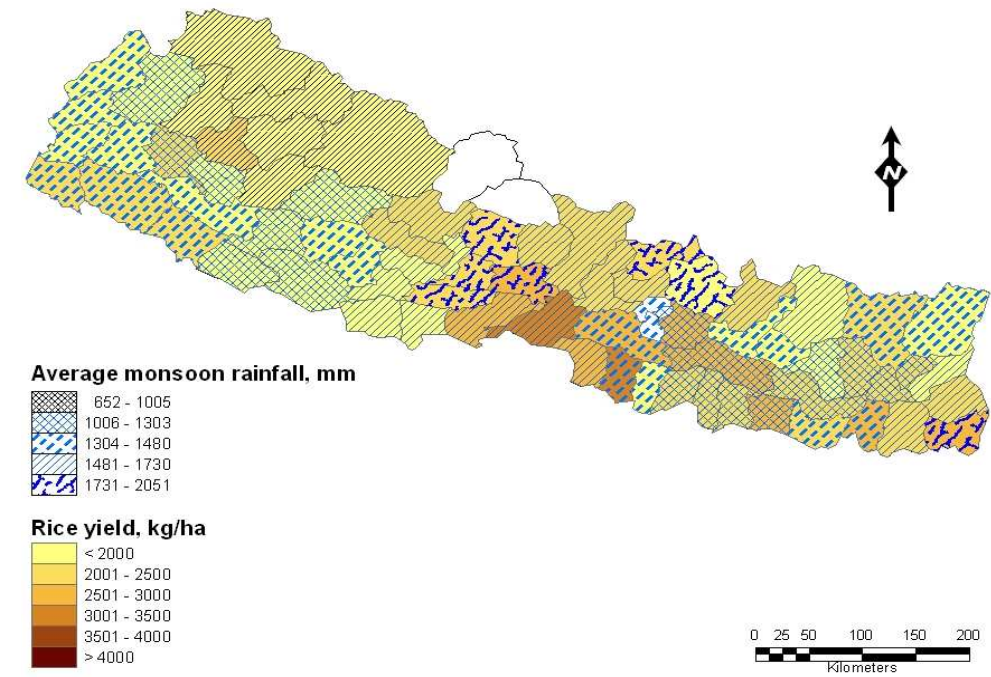 N
Average monsoon rainfall, mm
652 - 1005
1006 - 1303
1304 - 1480
1481 - 1730
1731 - 2051
Rice yield, kg/ha
< 2000
2001 - 2500
2501 - 3000
3001 - 3500
3501 - 4000
> 4000
0 25 50 100 150 200
Kilometers